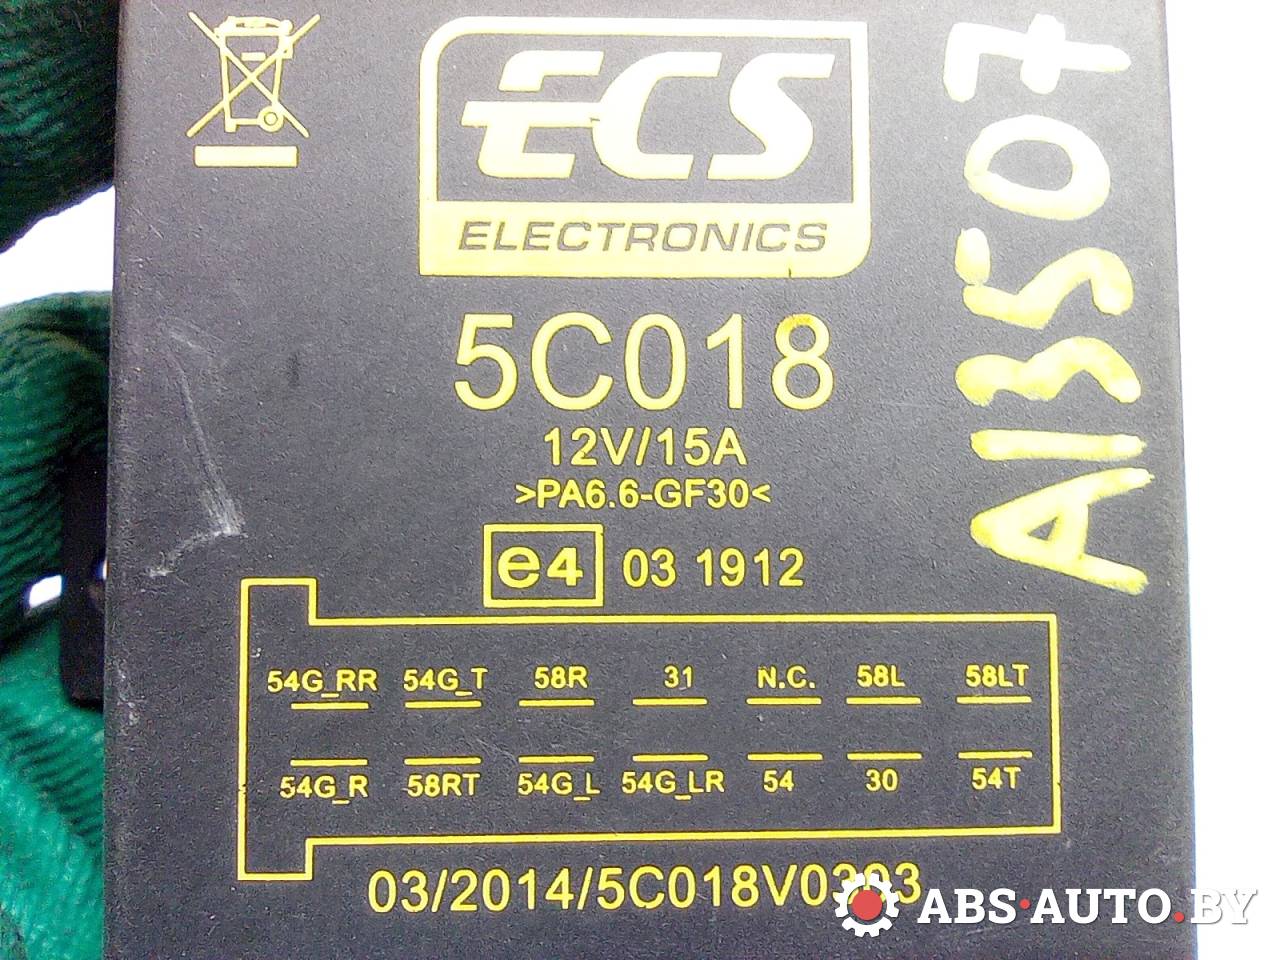 ECS
ELECTRONICS
5C018
12V/15A
>PA6.6-GF30<
e4 03 1912
54G_RR 54G_T 58R 31 N.C. 58L 58LT
54G_R 58RT 54G_L 54G_LR 54 30 54T
03/2014/5C018V0303
A13507
ABS-AUTO.BY